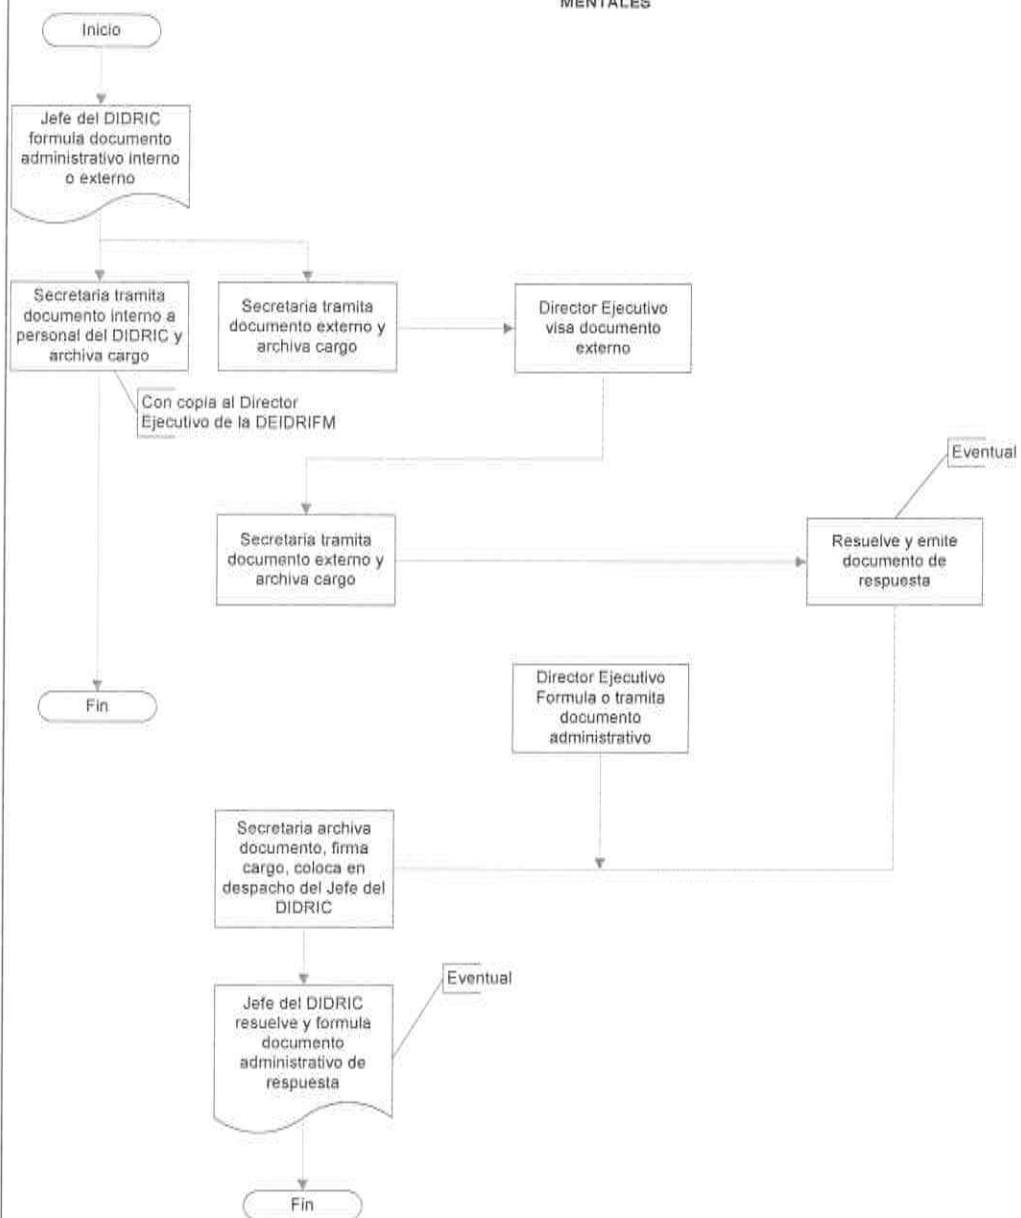 MENTALES
Inicio
Jefe del DIDRIC
formula documento
administrativo interno
o externo
Secretaria tramita
documento interno a
personal del DIDRIC y
archiva cargo
Secretaria tramita
documento externo y
archiva cargo
Director Ejecutivo
visa documento
externo
Con copia al Director
Ejecutivo de la DEIDRIFM
Eventual
Secretaria tramita
documento externo y
archiva cargo
Resuelve y emite
documento de
respuesta
Director Ejecutivo
Formula o tramita
documento
administrativo
Fin
Secretaria archiva
documento, firma
cargo, coloca en
despacho del Jefe del
DIDRIC
Eventual
Jefe del DIDRIC
resuelve y formula
documento
administrativo de
respuesta
Fin